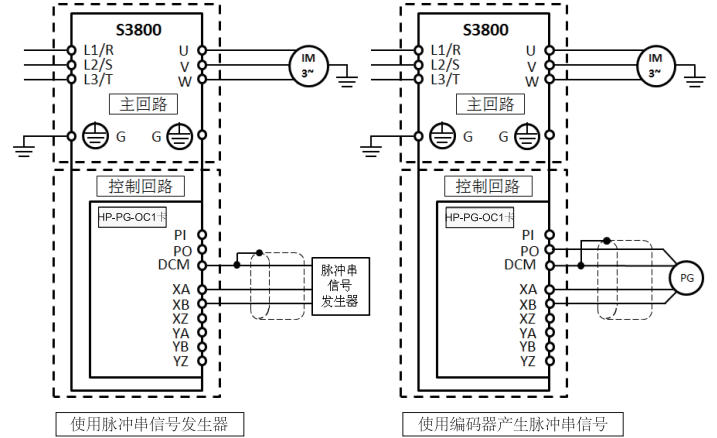 S3800
L1/R
U
L2/S
V
L3/T
W
IM
3~
主回路
G
G
控制回路
HP-PG-OC1卡
PI
PO
DCM
XA
XB
XZ
YA
YB
YZ
脉冲串
信号
发生器
使用脉冲串信号发生器
S3800
L1/R
U
L2/S
V
L3/T
W
IM
3~
主回路
G
G
控制回路
HP-PG-OC1卡
PI
PO
DCM
XA
XB
XZ
YA
YB
YZ
PG
使用编码器产生脉冲串信号